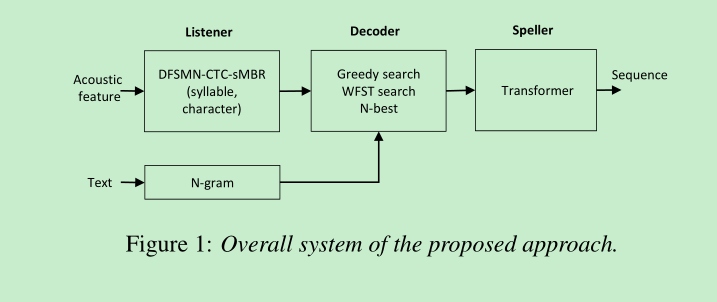 Listener
Decoder
Speller
Acoustic
feature
DFSMN-CTC-sMBR
(syllable,
character)
Greedy search
WFST search
N-best
Transformer
Sequence
Text
N-gram
Figure 1: Overall system of the proposed approach.